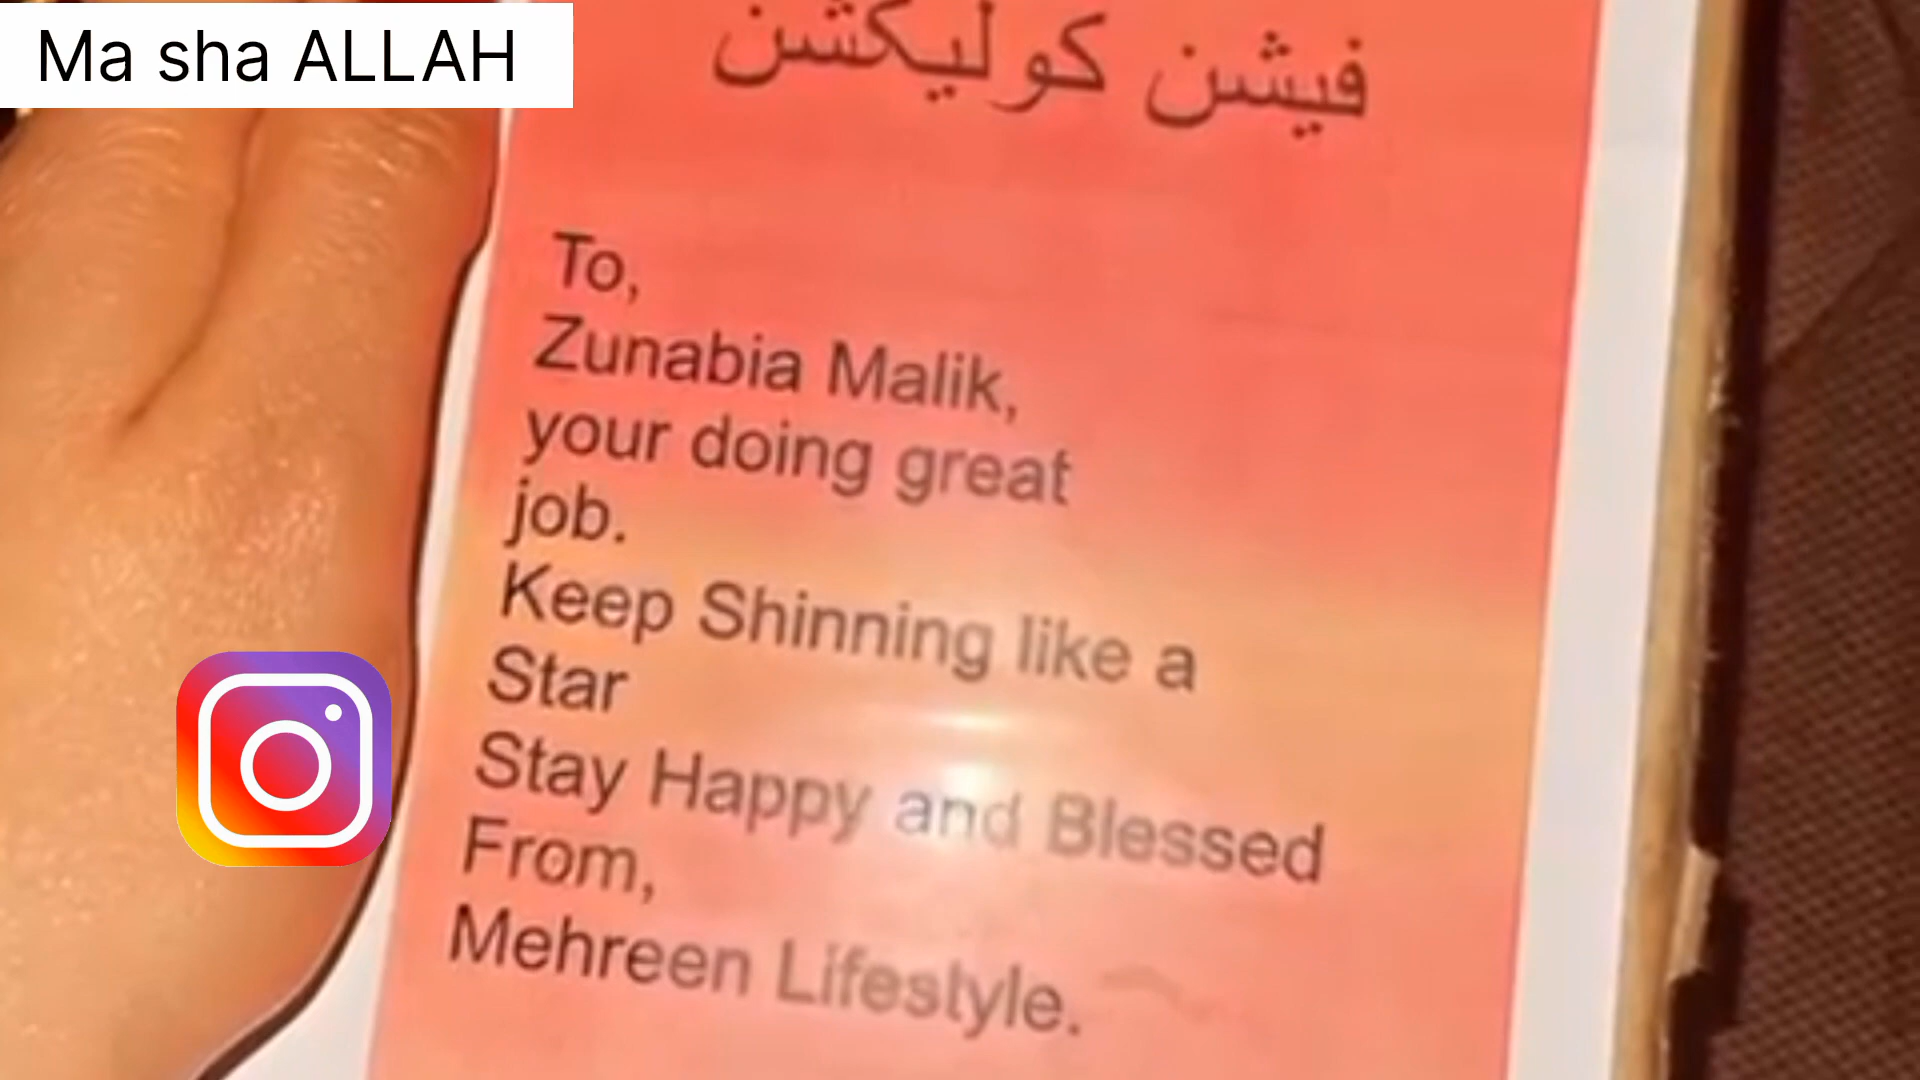 Ma sha ALLAH
فیشن کولیکشن
To,
Zunabia Malik,
your doing great
job.
Keep Shinning like a
Star
Stay Happy and Blessed
From,
Mehreen Lifestyle.